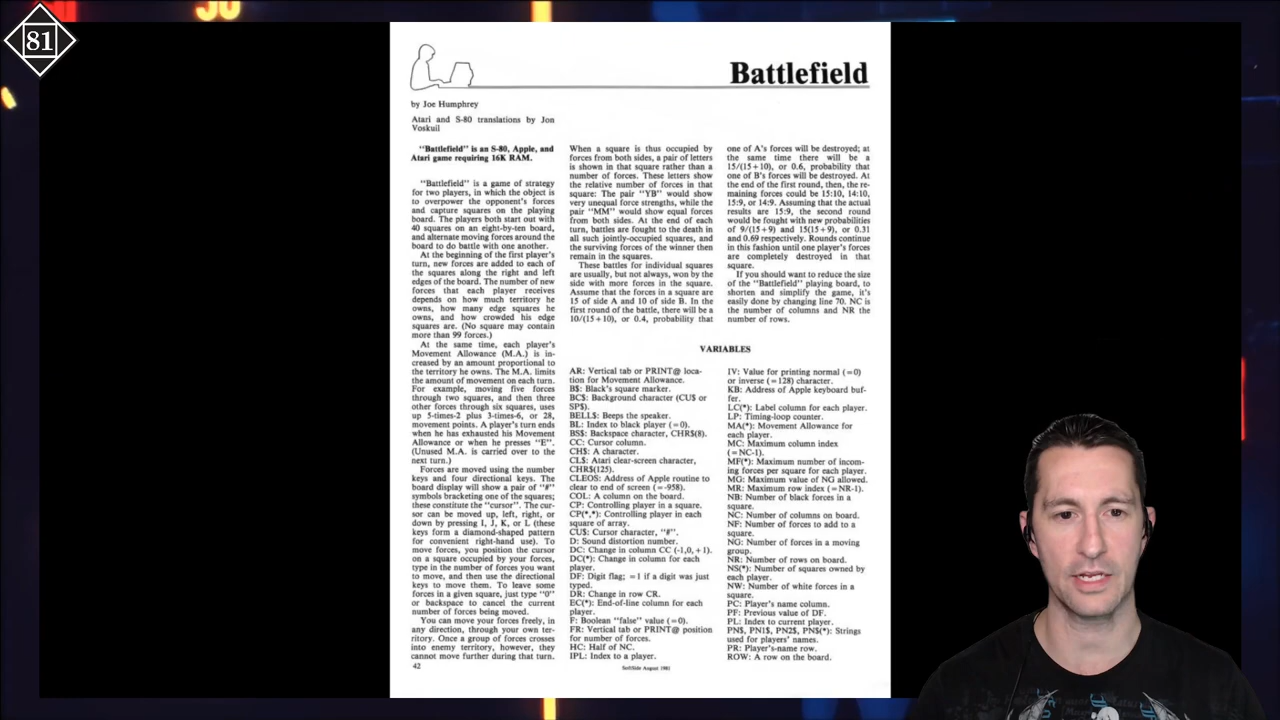 81
30
Battlefield
by Joe Humphrey
Atari and S-80 translations by Jon
Voskuil
"Battlefield" is an S-80, Apple, and
Atari game requiring 16K RAM.
"Battlefield" is a game of strategy
for two players, in which the object is
to overpower the opponent's forces
and capture squares on the playing
board. The players both start out with
40 squares on an eight-by-ten board,
and alternate moving forces around the
board to do battle with one another.
At the beginning of the first player's
turn, new forces are added to each of
the squares along the right and left
edges of the board. The number of new
forces that each player receives
depends on how much territory he
owns, how many edge squares he
owns, and how crowded his edge
squares are. (No square may contain
more than 99 forces.)
At the same time, each player's
Movement Allowance (M.A.) is in-
creased by an amount proportional to
the territory he owns. The M.A. limits
the amount of movement on each turn.
For example, moving five forces
through two squares, and then three
other forces through six squares, uses
up 5-times-2 plus 3-times-6, or 28,
movement points. A player's turn ends
when he has exhausted his Movement
Allowance or when he presses "E".
(Unused M.A. is carried over to the
next turn.)
Forces are moved using the number
keys and four directional keys. The
board display will show a pair of "#"
symbols bracketing one of the squares;
these constitute the "cursor". The cur-
sor can be moved up, left, right, or
down by pressing I, J, K, or L (these
keys form a diamond-shaped pattern
for convenient right-hand use). To
move forces, you position the cursor
on a square occupied by your forces,
type in the number of forces you want
to move, and then use the directional
keys to move them. To leave some
forces in a given square, just type "0"
or backspace to cancel the current
number of forces being moved.
You can move your forces freely, in
any direction, through your own ter-
ritory. Once a group of forces crosses
into enemy territory, however, they
cannot move further during that turn.
42
When a square is thus occupied by
forces from both sides, a pair of letters
is shown in that square rather than a
number of forces. These letters show
the relative number of forces in that
square: The pair "YB" would show
very unequal force strengths, while the
pair "MM" would show equal forces
from both sides. At the end of each
turn, battles are fought to the death in
all such jointly-occupied squares, and
the surviving forces of the winner then
remain in the squares.
These battles for individual squares
are usually, but not always, won by the
side with more forces in the square.
Assume that the forces in a square are
15 of side A and 10 of side B. In the
first round of the battle, there will be a
10/(15+10), or 0.4, probability that
one of A's forces will be destroyed; at
the same time there will be a
15/(15+10), or 0.6, probability that
one of B's forces will be destroyed. At
the end of the first round, then, the re-
maining forces could be 15:10, 14:10,
15:9, or 14:9. Assuming that the actual
results are 15:9, the second round
would be fought with new probabilities
of 9/(15+9) and 15(15+9), or 0.31
and 0.69 respectively. Rounds continue
in this fashion until one player's forces
are completely destroyed in that
square.
If you should want to reduce the size
of the "Battlefield" playing board, to
shorten and simplify the game, it's
easily done by changing line 70. NC is
the number of columns and NR the
number of rows.
VARIABLES
AR: Vertical tab or PRINT@ loca-
tion for Movement Allowance.
B$: Black's square marker.
BC$: Background character (CU$ or
SP$).
BELL$: Beeps the speaker.
BL: Index to black player (=0).
BS$: Backspace character, CHR$(8).
CC: Cursor column.
CH$: A character.
CL$: Atari clear-screen character,
CHR$(125).
CLEOS: Address of Apple routine to
clear to end of screen (=-958).
COL: A column on the board.
CP: Controlling player in a square.
CP(*,*): Controlling player in each
square of array.
CU$: Cursor character, "#".
D: Sound distortion number.
DC: Change in column CC (-1,0,+1).
DC(*): Change in column for each
player.
DF: Digit flag; =1 if a digit was just
typed.
DR: Change in row CR.
EC(*): End-of-line column for each
player.
F: Boolean "false" value (=0).
FR: Vertical tab or PRINT@ position
for number of forces.
HC: Half of NC.
IPL: Index to a player.
IV: Value for printing normal (=0)
or inverse (=128) character.
KB: Address of Apple keyboard buf-
fer.
LC(*): Label column for each player.
LP: Timing-loop counter.
MA(*): Movement Allowance for
each player.
MC: Maximum column index
(=NC-1).
MF(*): Maximum number of incom-
ing forces per square for each player.
MG: Maximum value of NG allowed.
MR: Maximum row index (=NR-1).
NB: Number of black forces in a
square.
NC: Number of columns on board.
NF: Number of forces to add to a
square.
NG: Number of forces in a moving
group.
NR: Number of rows on board.
NS(*): Number of squares owned by
each player.
NW: Number of white forces in a
square.
PC: Player's name column.
PF: Previous value of DF.
PL: Index to current player.
PN$, PN1$, PN2$, PN$(*): Strings
used for players' names.
PR: Player's-name row.
ROW: A row on the board.
SoftSide August 1981